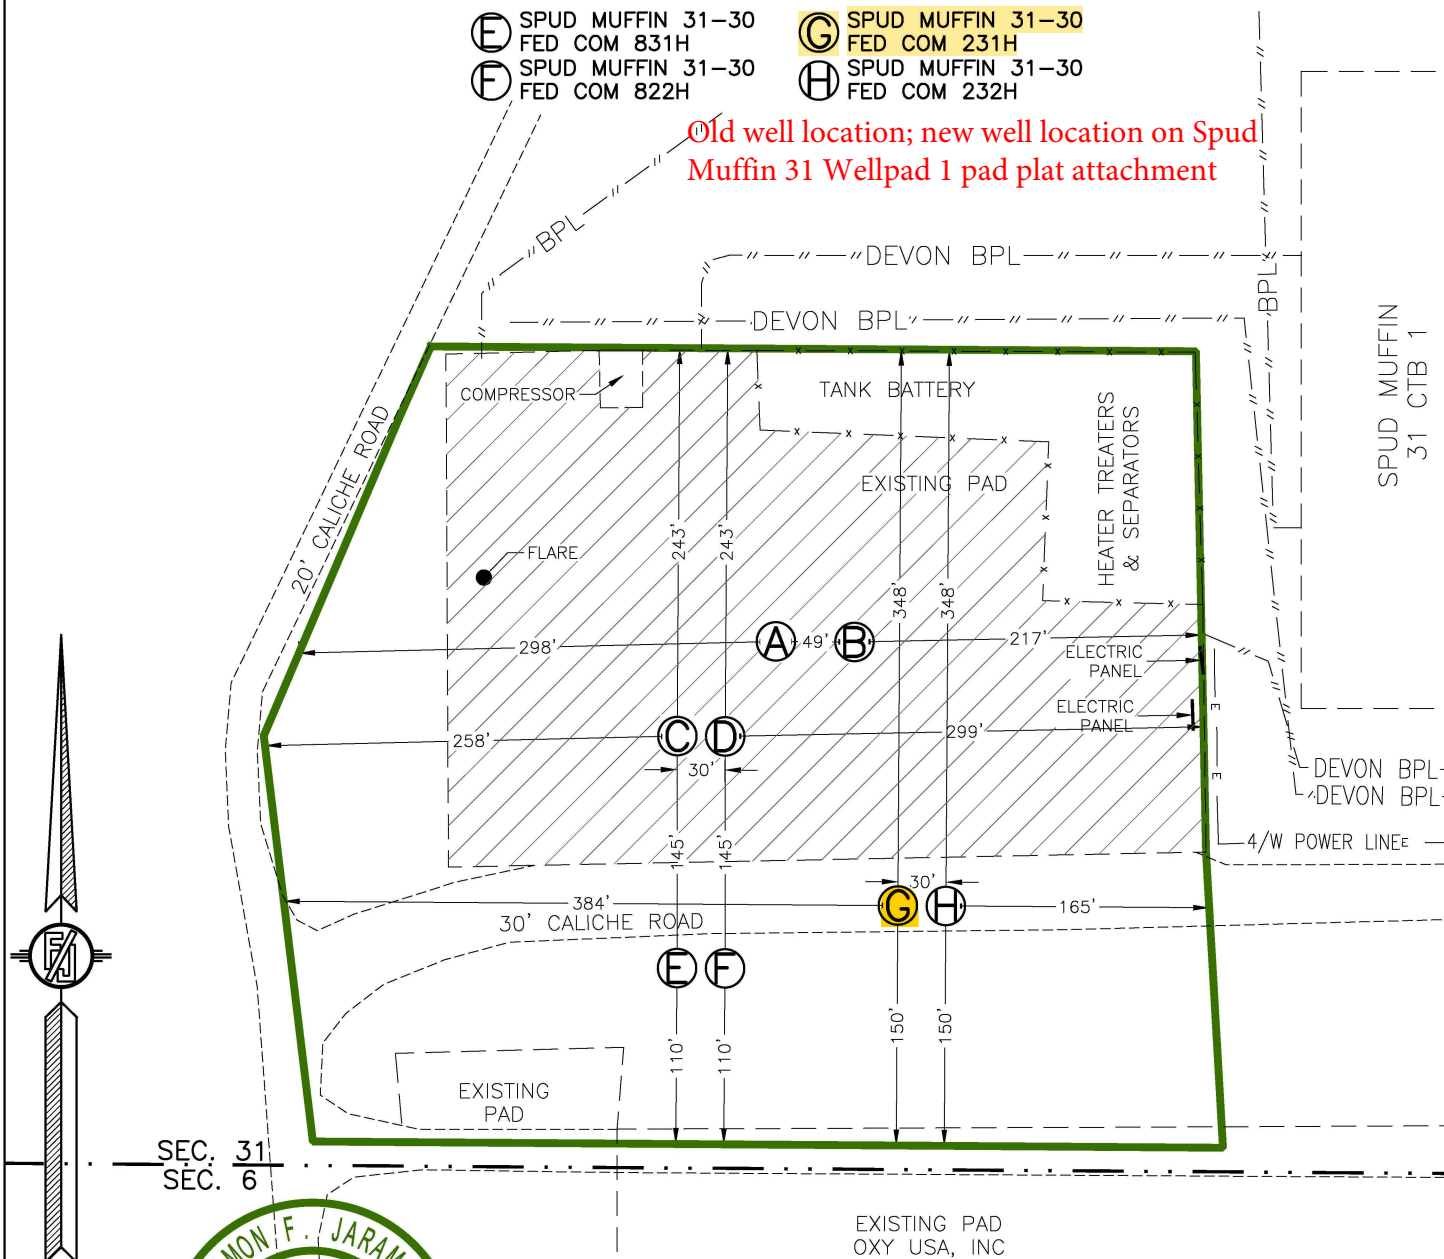 E SPUD MUFFIN 31-30
FED COM 831H
F SPUD MUFFIN 31-30
FED COM 822H
G SPUD MUFFIN 31-30
FED COM 231H
H SPUD MUFFIN 31-30
FED COM 232H
Old well location; new well location on Spud
Muffin 31 Wellpad 1 pad plat attachment
BPL
DEVON BPL
BPL
DEVON BPL
SPUD MUFFIN
31 CTB 1
COMPRESSOR
TANK BATTERY
HEATER TREATERS
& SEPARATORS
20' CALICHE ROAD
EXISTING PAD
FLARE
243'
243'
348'
348'
298'
A
49'
B
217'
ELECTRIC
PANEL
ELECTRIC
PANEL
E
E
258'
C
D
299'
30'
DEVON BPL
DEVON BPL
145'
145'
4/W POWER LINE
E
30'
384'
G
H
165'
30' CALICHE ROAD
E
F
150'
150'
110'
110'
EXISTING
PAD
SEC. 31
SEC. 6
MON F. JARAM
EXISTING PAD
OXY USA, INC